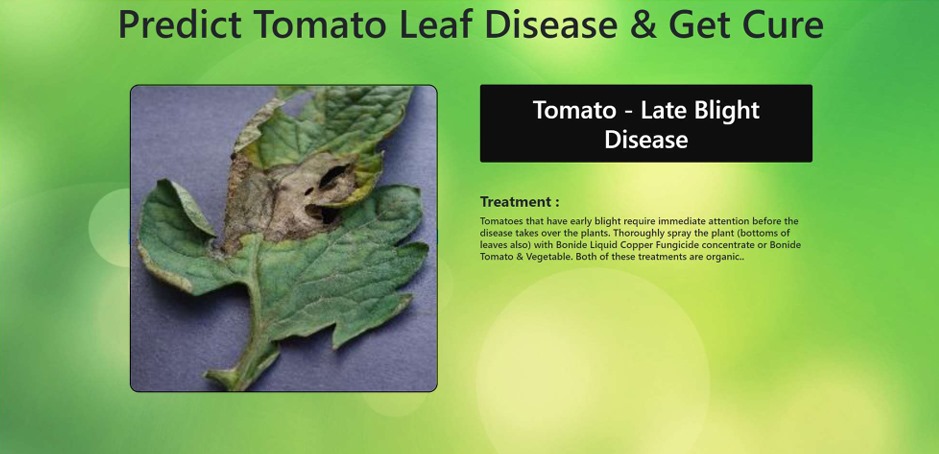 Predict Tomato Leaf Disease & Get Cure
Tomato - Late Blight
Disease
Treatment :
Tomatoes that have early blight require immediate attention before the
disease takes over the plants. Thoroughly spray the plant (bottoms of
leaves also) with Bonide Liquid Copper Fungicide concentrate or Bonide
Tomato & Vegetable. Both of these treatments are organic..